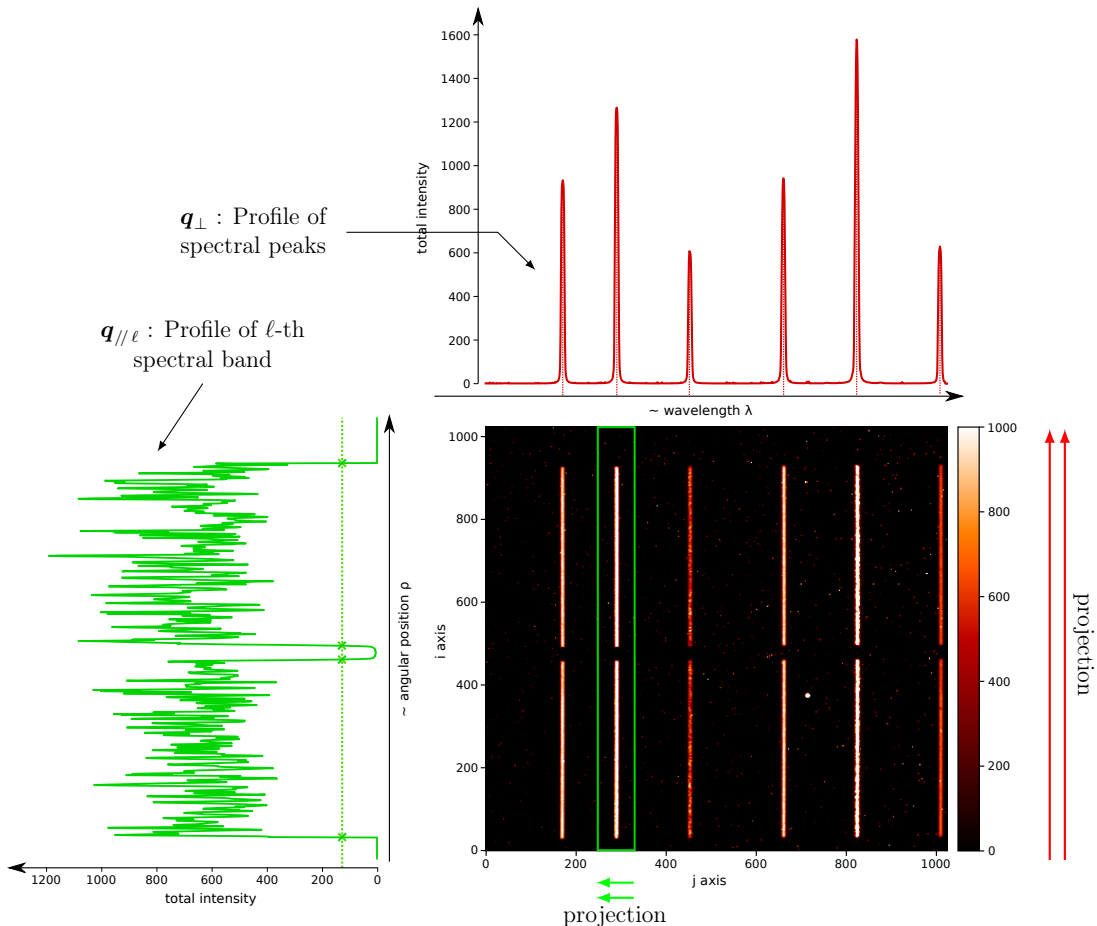 1600
1400
1200
1000
800
600
400
200
0
total intensity
~ wavelength λ
q⊥ : Profile of
spectral peaks
q// ℓ : Profile of ℓ-th
spectral band
~ angular position ρ
1200 1000 800 600 400 200 0
total intensity
1000
800
600
400
200
0
i axis
0 200 400 600 800 1000
j axis
projection
1000
800
600
400
200
0
projection